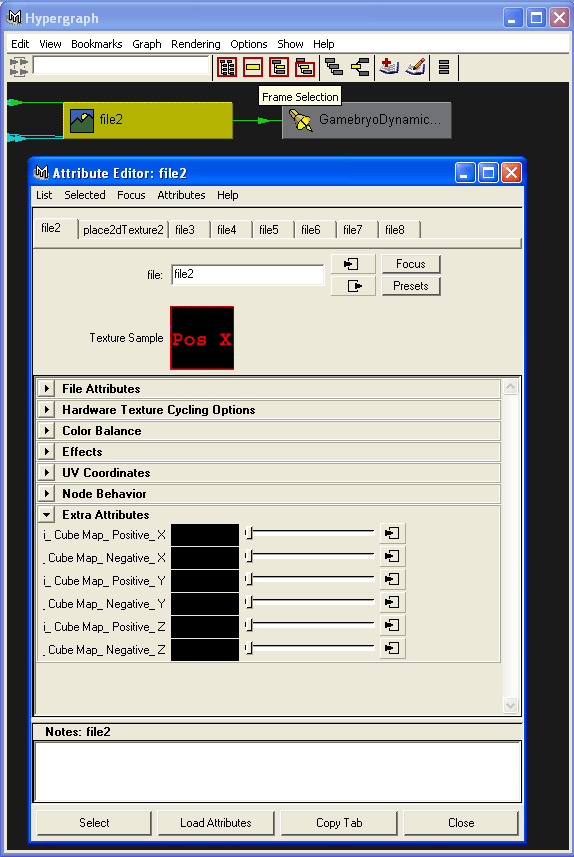 Hypergraph
Edit View Bookmarks Graph Rendering Options Show Help
Frame Selection
file2 GamebryoDynamic...
Attribute Editor: file2
List Selected Focus Attributes Help
file2 place2dTexture2 file3 file4 file5 file6 file7 file8
file: file2 Focus
Presets
Texture Sample Pos X
File Attributes
Hardware Texture Cycling Options
Color Balance
Effects
UV Coordinates
Node Behavior
Extra Attributes
i_ Cube Map_ Positive_ X
. Cube Map_ Negative_ X
i_ Cube Map_ Positive_ Y
. Cube Map_ Negative_ Y
i_ Cube Map_ Positive_ Z
. Cube Map_ Negative_ Z
Notes: file2
Select Load Attributes Copy Tab Close